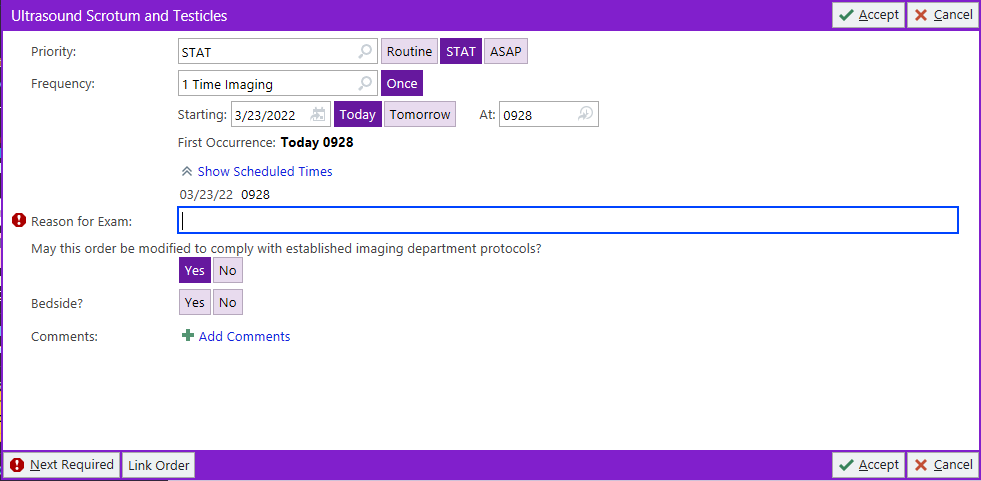 Ultrasound Scrotum and Testicles Accept Cancel
Priority: STAT Routine STAT ASAP
Frequency: 1 Time Imaging Once
Starting: 3/23/2022 Today Tomorrow At: 0928
First Occurrence: Today 0928
Show Scheduled Times
03/23/22 0928
Reason for Exam:
May this order be modified to comply with established imaging department protocols?
Yes No
Bedside? Yes No
Comments: Add Comments
Next Required Link Order Accept Cancel